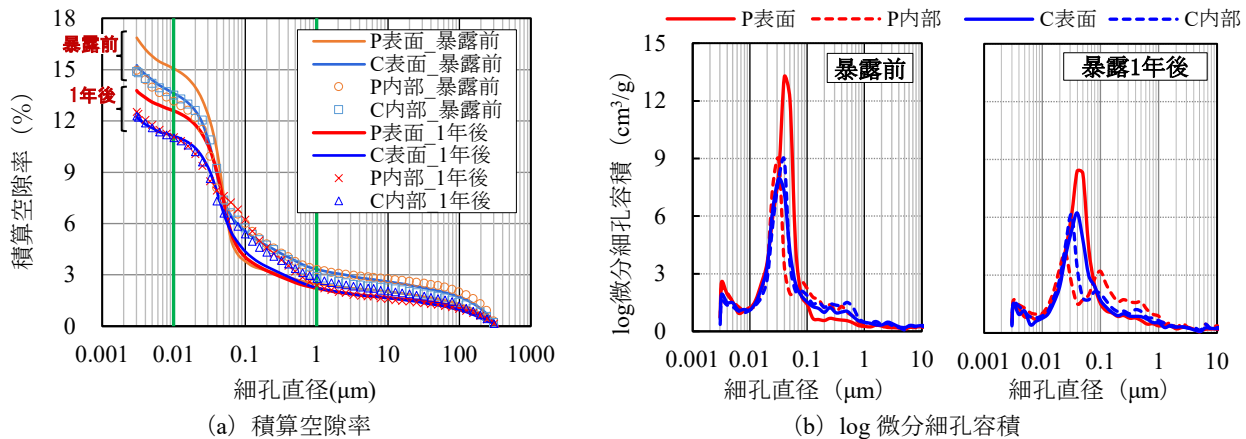 18
15
12
9
6
3
0
積算空隙率（%）
暴露前
1年後
P表面_暴露前
C表面_暴露前
P内部_暴露前
C内部_暴露前
P表面_1年後
C表面_1年後
P内部_1年後
C内部_1年後
0.001 0.01 0.1 1 10 100 1000
細孔直径(μm)
(a) 積算空隙率
P表面 P内部 C表面 C内部
15
12
9
6
3
0
log微分細孔容積（cm³/g）
暴露前
0.001 0.01 0.1 1 10
細孔直径（μm）
暴露1年後
0.001 0.01 0.1 1 10
細孔直径（μm）
(b) log 微分細孔容積